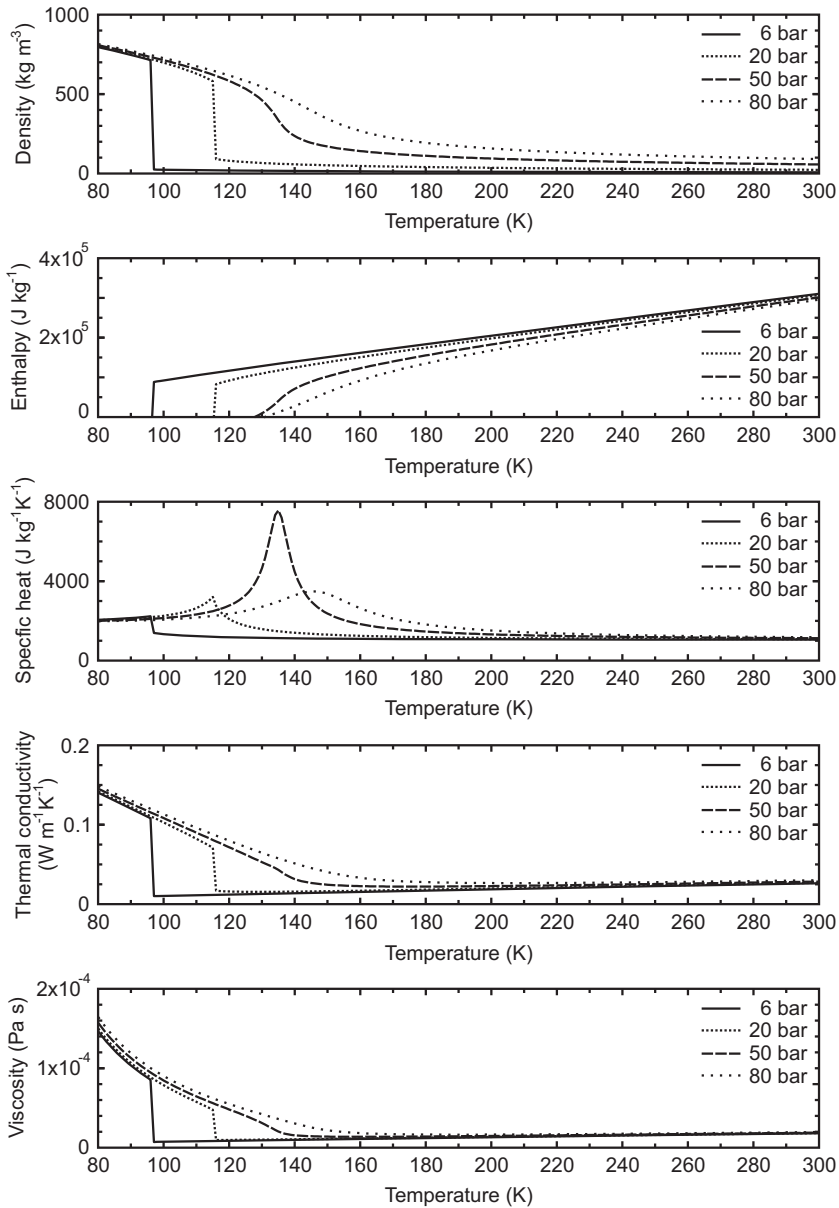 1000
500
0
Density (kg m-3)
6 bar
20 bar
50 bar
80 bar
80 100 120 140 160 180 200 220 240 260 280 300
Temperature (K)
4x10^5
2x10^5
0
Enthalpy (J kg-1)
6 bar
20 bar
50 bar
80 bar
80 100 120 140 160 180 200 220 240 260 280 300
Temperature (K)
8000
4000
0
Specfic heat (J kg-1K-1)
6 bar
20 bar
50 bar
80 bar
80 100 120 140 160 180 200 220 240 260 280 300
Temperature (K)
0.2
0.1
0
Thermal conductivity
(W m-1K-1)
6 bar
20 bar
50 bar
80 bar
80 100 120 140 160 180 200 220 240 260 280 300
Temperature (K)
2x10^-4
1x10^-4
0
Viscosity (Pa s)
6 bar
20 bar
50 bar
80 bar
80 100 120 140 160 180 200 220 240 260 280 300
Temperature (K)